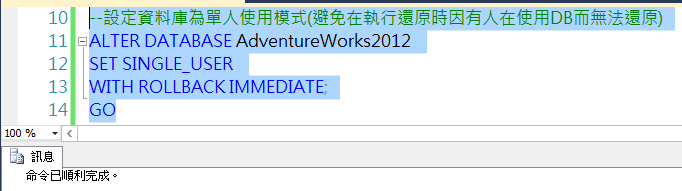 10 --設定資料庫為單人使用模式(避免在執行還原時因有人在使用DB而無法還原)
11 ALTER DATABASE AdventureWorks2012
12 SET SINGLE_USER
13 WITH ROLLBACK IMMEDIATE;
14 GO
100 %
訊息
命令已順利完成。